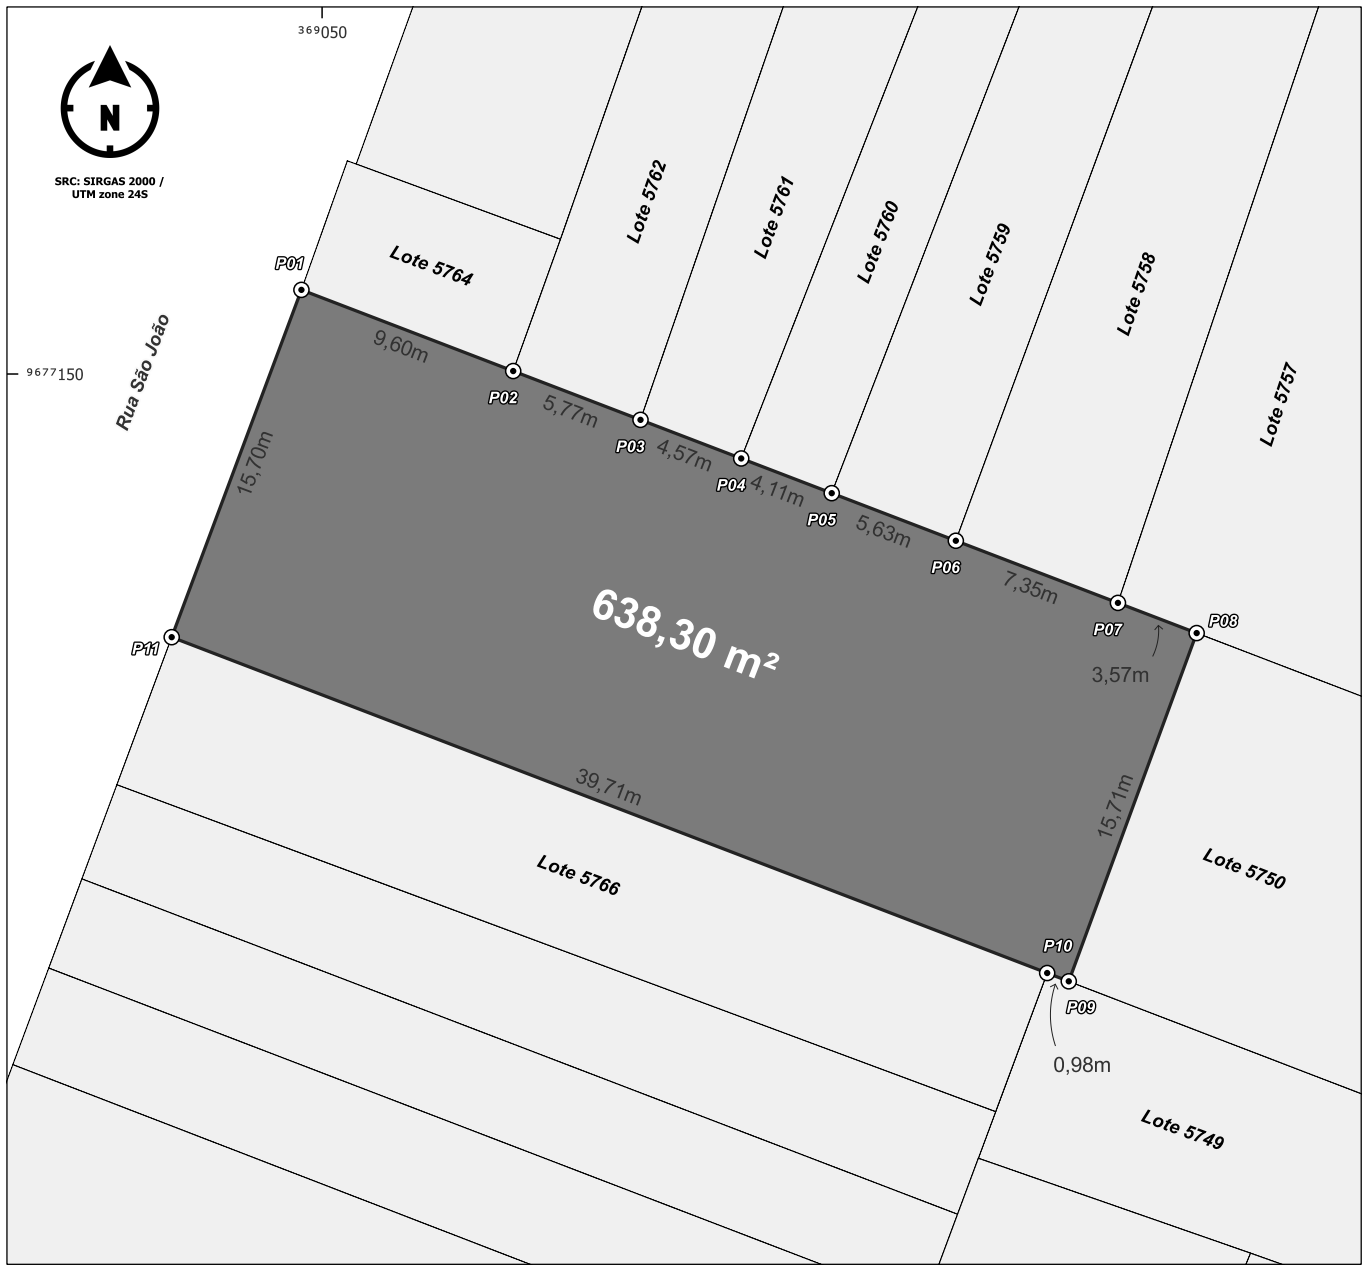 369050
N
SRC: SIRGAS 2000 /
UTM zone 24S
9677150
Rua São João
Lote 5764
Lote 5762
Lote 5761
Lote 5760
Lote 5759
Lote 5758
Lote 5757
P01
9,60m
P02
5,77m
P03
4,57m
P04
4,11m
P05
5,63m
P06
7,35m
P07
P08
3,57m
15,70m
638,30 m²
P11
39,71m
15,71m
Lote 5766
Lote 5750
P10
P09
0,98m
Lote 5749